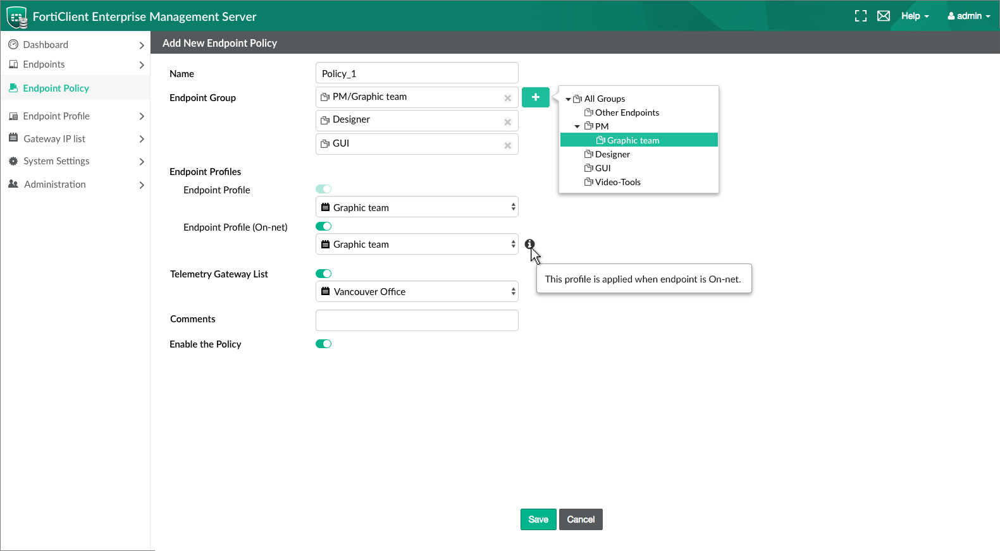 FortiClient Enterprise Management Server
Help
admin
Dashboard
Endpoints
Endpoint Policy
Endpoint Profile
Gateway IP list
System Settings
Administration
Add New Endpoint Policy
Name
Policy_1
Endpoint Group
PM/Graphic team
Designer
GUI
All Groups
Other Endpoints
PM
Graphic team
Designer
GUI
Video-Tools
Endpoint Profiles
Endpoint Profile
Graphic team
Endpoint Profile (On-net)
Graphic team
This profile is applied when endpoint is On-net.
Telemetry Gateway List
Vancouver Office
Comments
Enable the Policy
Save
Cancel